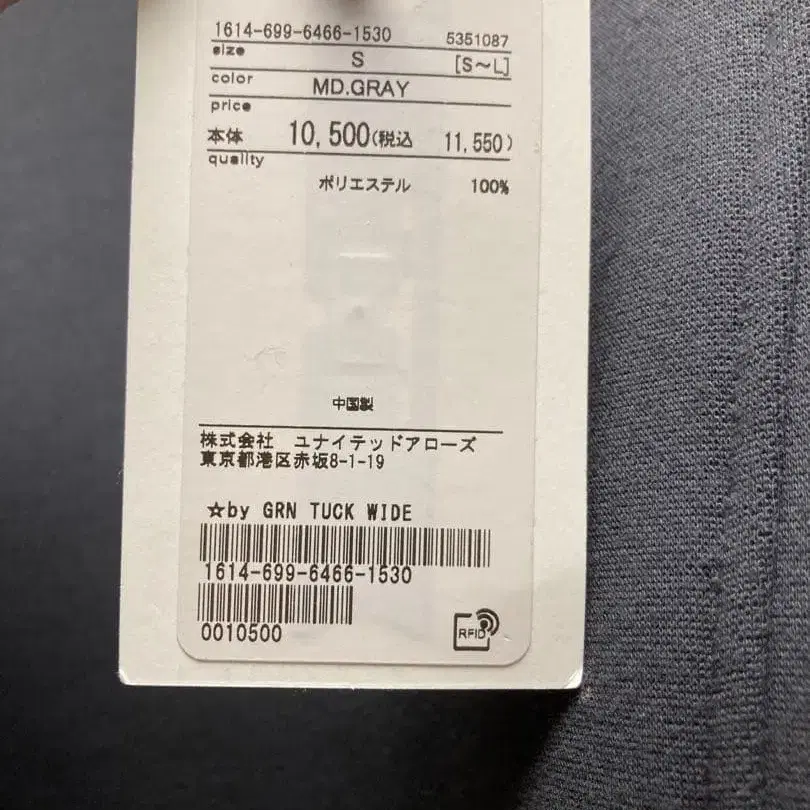 1614-699-6466-1530 5351087
size S [S~L]
color MD.GRAY
price
本体 10,500(税込 11,550)
quality
ポリエステル 100%
中国製
株式会社 ユナイテッドアローズ
東京都港区赤坂8-1-19
☆by GRN TUCK WIDE
1614-699-6466-1530
0010500
RFID